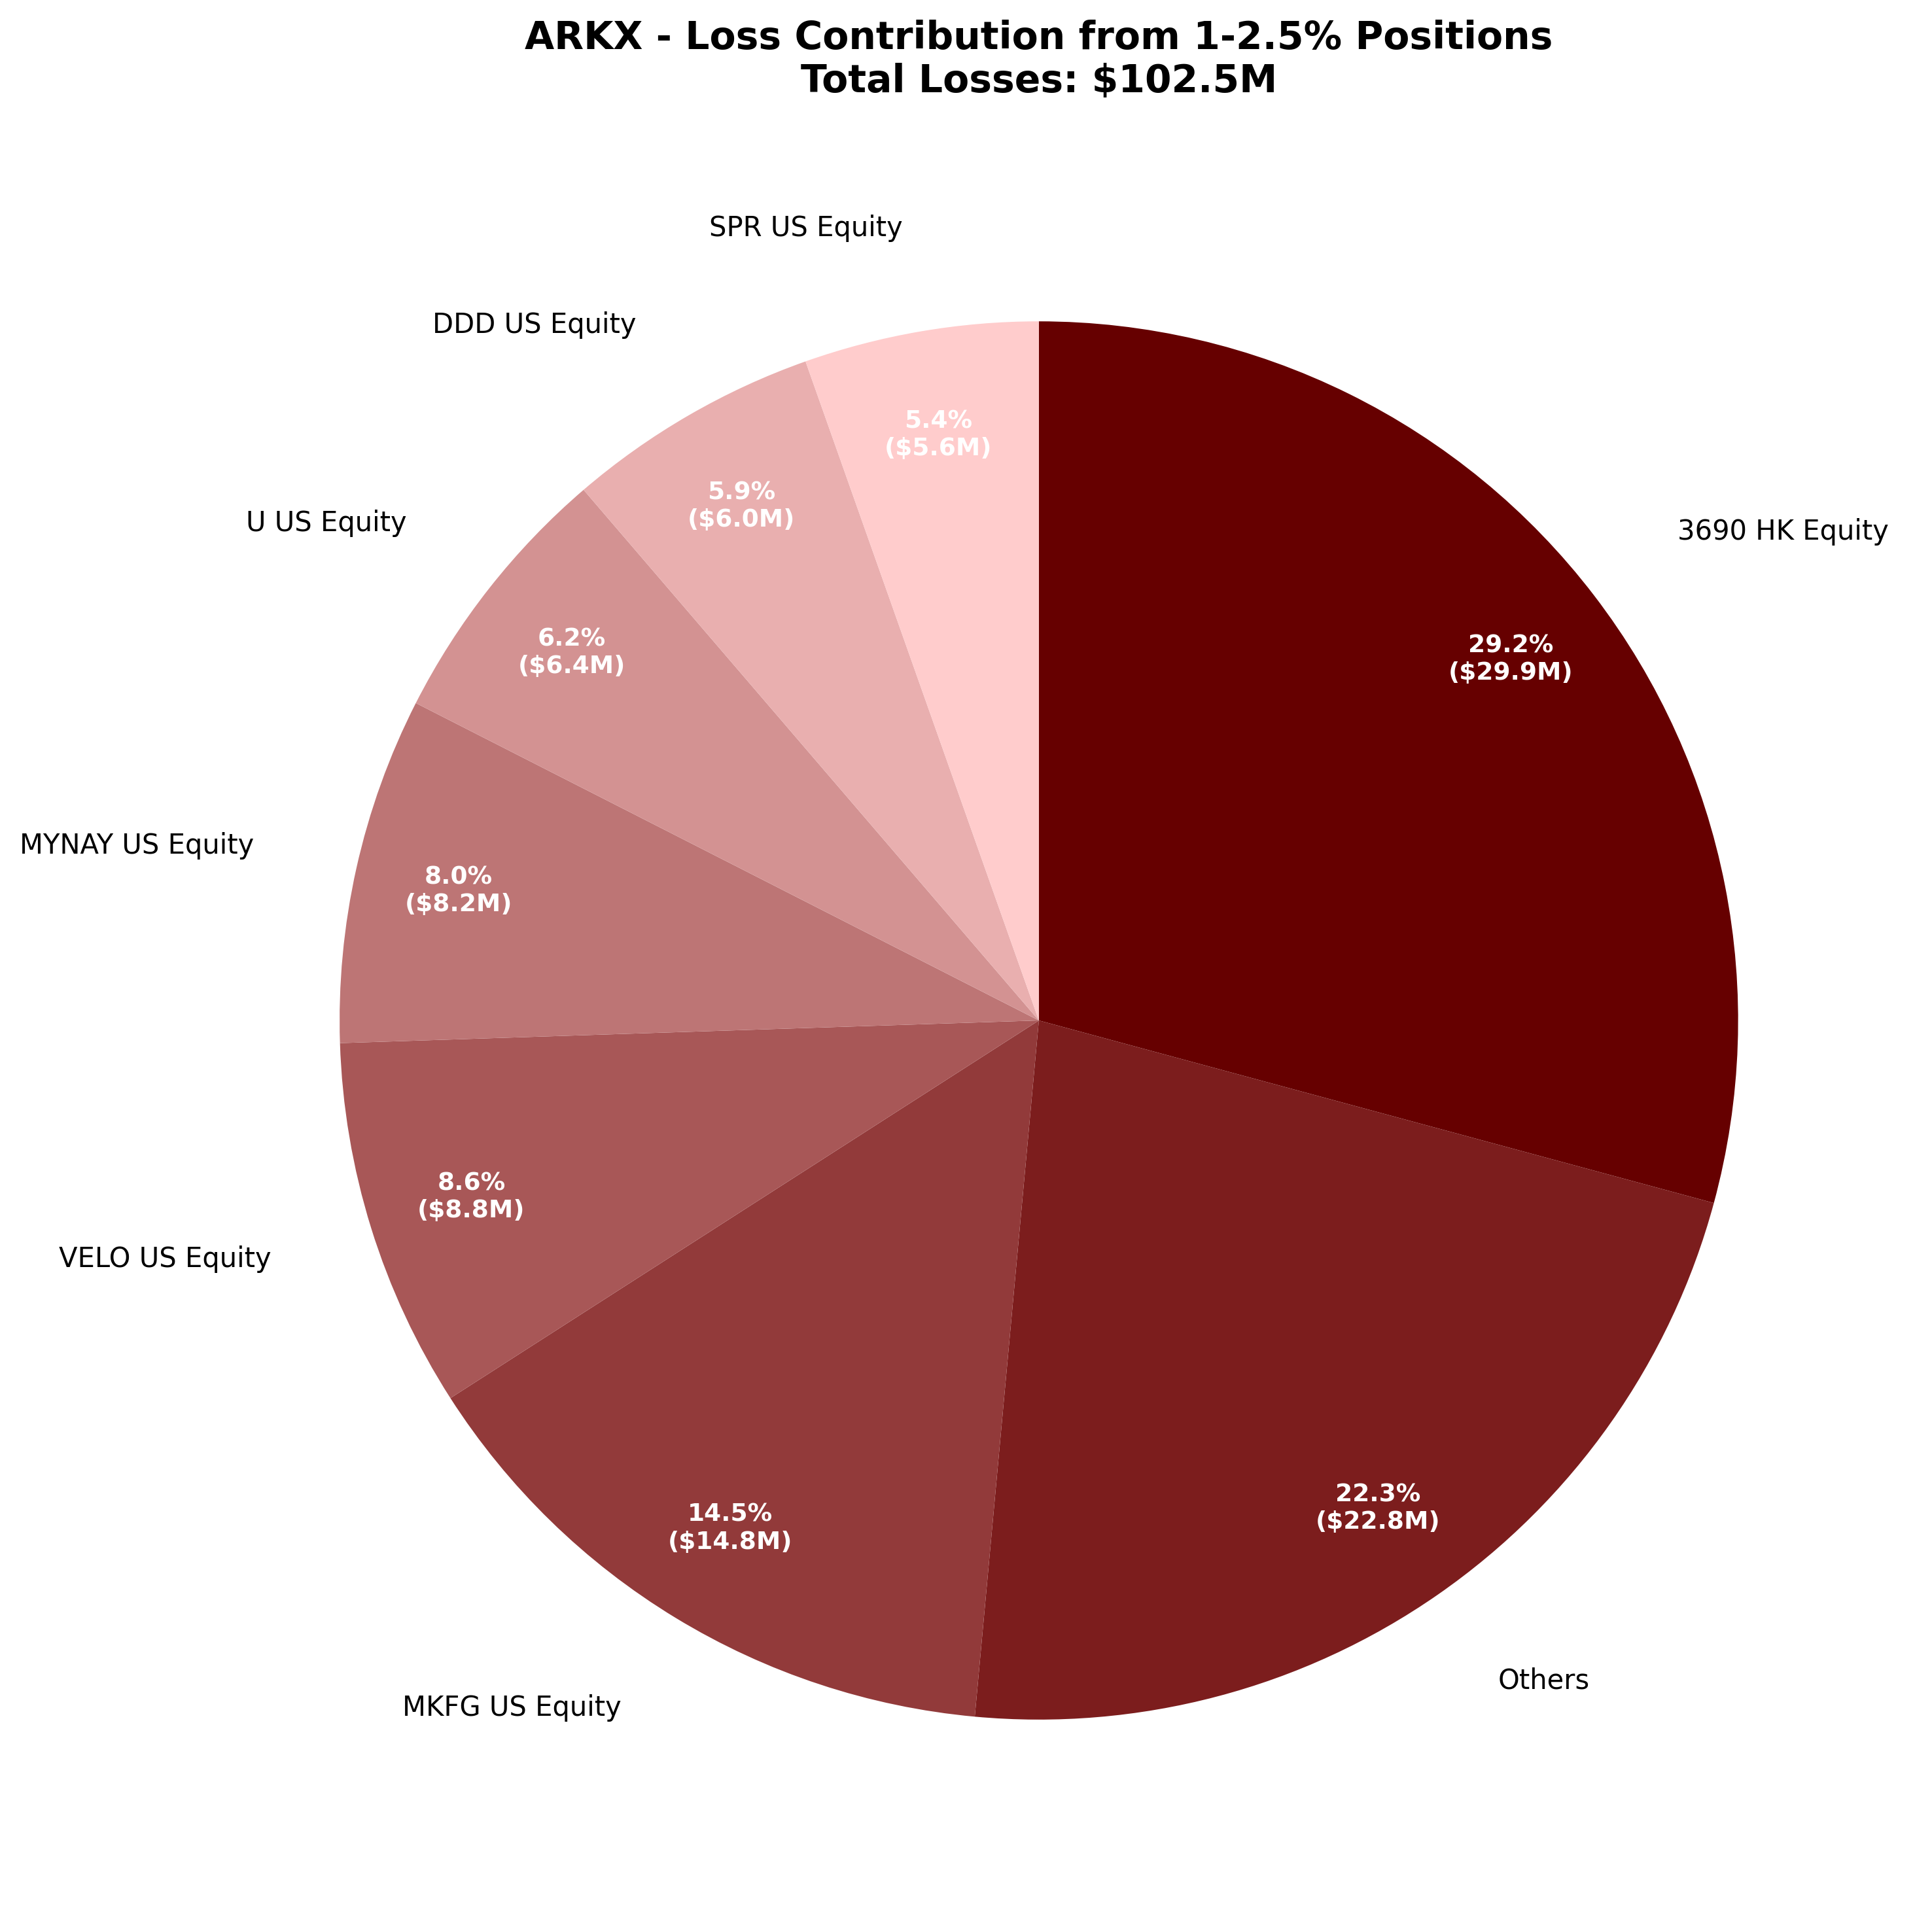 ARKX - Loss Contribution from 1-2.5% Positions
Total Losses: $102.5M
SPR US Equity
5.4%
($5.6M)
DDD US Equity
5.9%
($6.0M)
U US Equity
6.2%
($6.4M)
MYNAY US Equity
8.0%
($8.2M)
VELO US Equity
8.6%
($8.8M)
MKFG US Equity
14.5%
($14.8M)
Others
22.3%
($22.8M)
3690 HK Equity
29.2%
($29.9M)